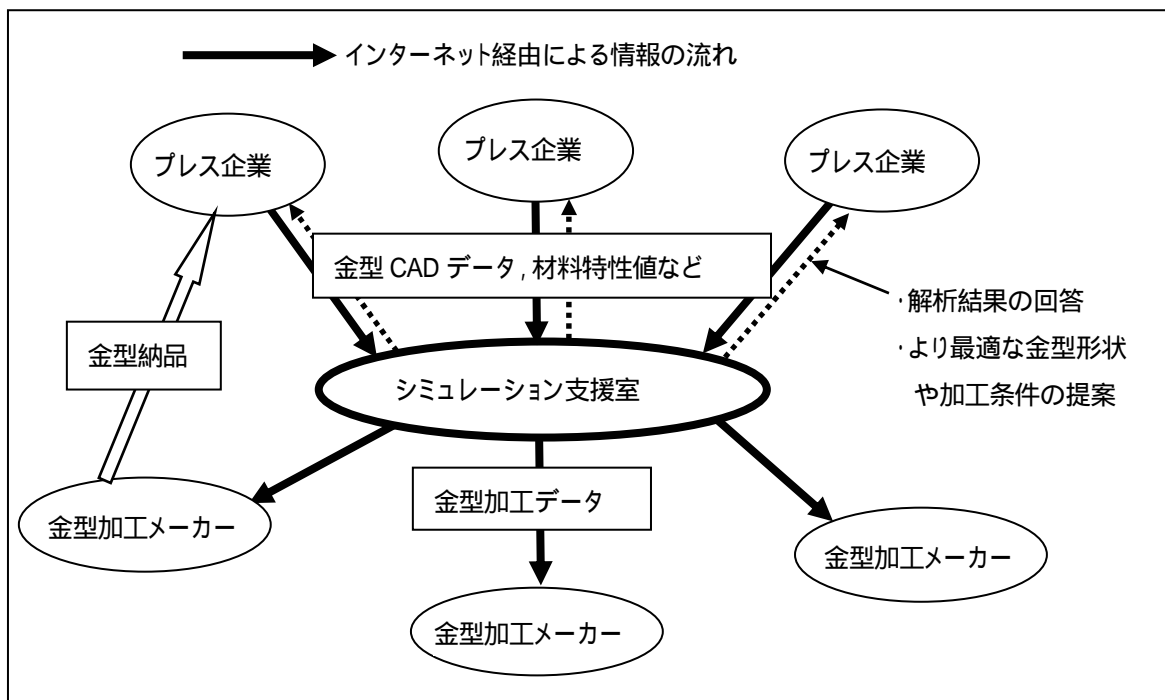 インターネット経由による情報の流れ
プレス企業
プレス企業
プレス企業
金型 CAD データ , 材料特性値など
・解析結果の回答
・より最適な金型形状
や加工条件の提案
金型納品
シミュレーション支援室
金型加工データ
金型加工メーカー
金型加工メーカー
金型加工メーカー